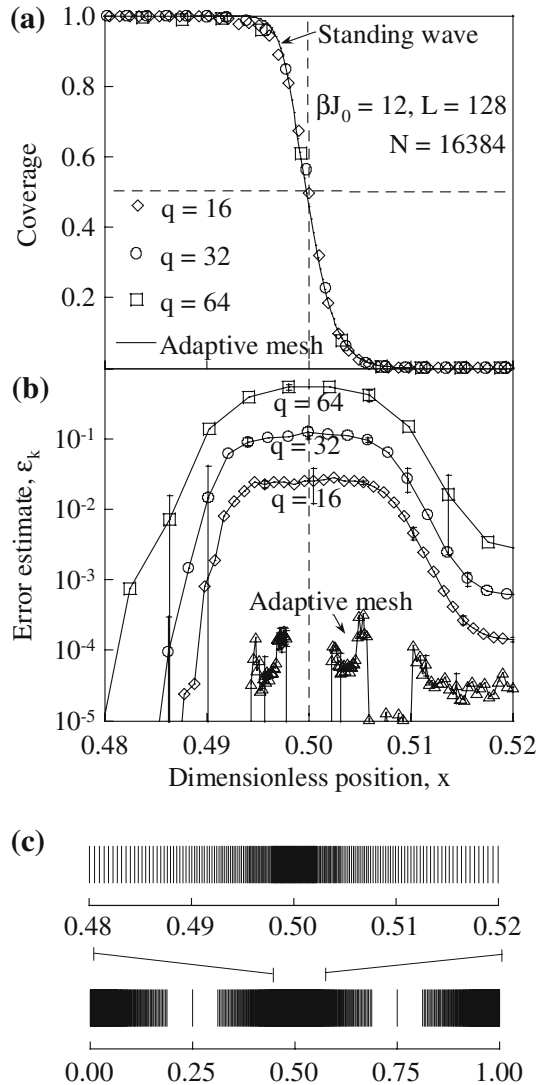 (a)
1.0
Standing wave
0.8
βJ₀ = 12, L = 128
N = 16384
0.6
Coverage
0.4
q = 16
q = 32
0.2
q = 64
Adaptive mesh
(b)
q = 64
10⁻¹
q = 32
10⁻²
q = 16
Error estimate, εₖ
10⁻³
Adaptive mesh
10⁻⁴
10⁻⁵
0.48 0.49 0.50 0.51 0.52
Dimensionless position, x
(c)
0.48 0.49 0.50 0.51 0.52
0.00 0.25 0.50 0.75 1.00